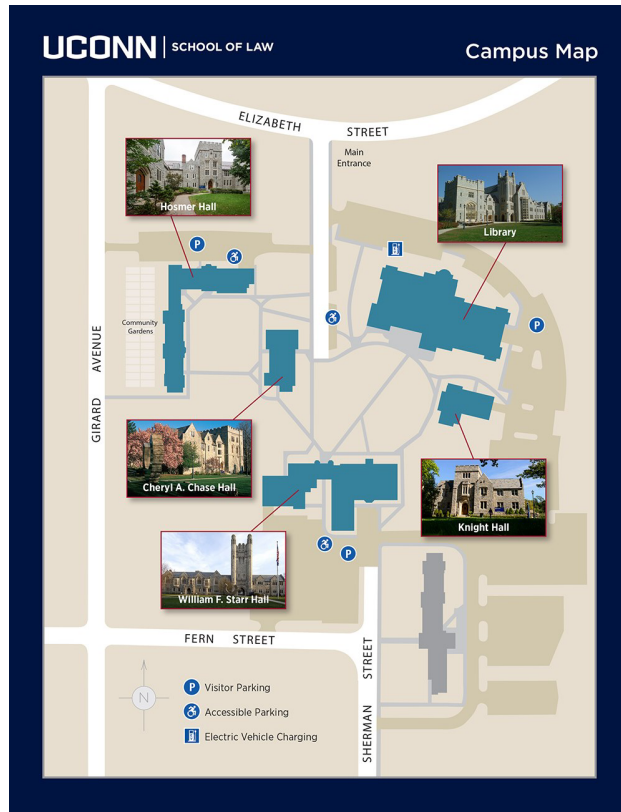 UCONN | SCHOOL OF LAW
Campus Map
ELIZABETH STREET
Main
Entrance
Hosmer Hall
Library
P
P
Community
Gardens
GIRARD AVENUE
Cheryl A. Chase Hall
Knight Hall
P
William F. Starr Hall
FERN STREET
SHERMAN STREET
N
P Visitor Parking
Accessible Parking
Electric Vehicle Charging